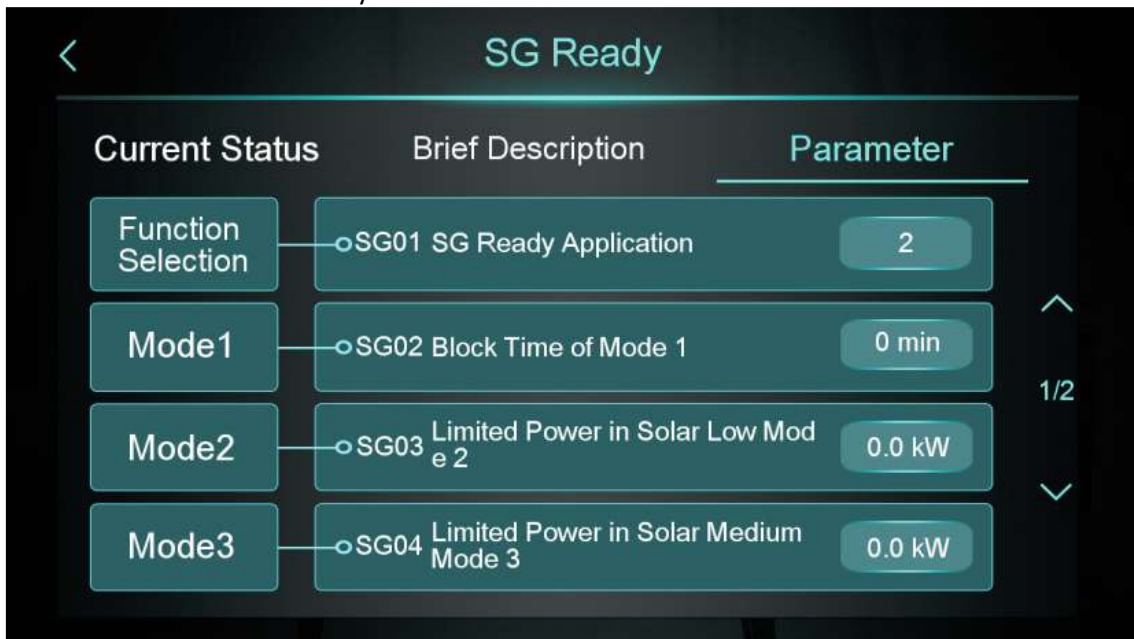 SG Ready
Current Status Brief Description Parameter
Function
Selection
SG01 SG Ready Application 2
Mode1
SG02 Block Time of Mode 1 0 min
1/2
Mode2
SG03 Limited Power in Solar Low Mod
e 2
0.0 kW
Mode3
SG04 Limited Power in Solar Medium
Mode 3
0.0 kW